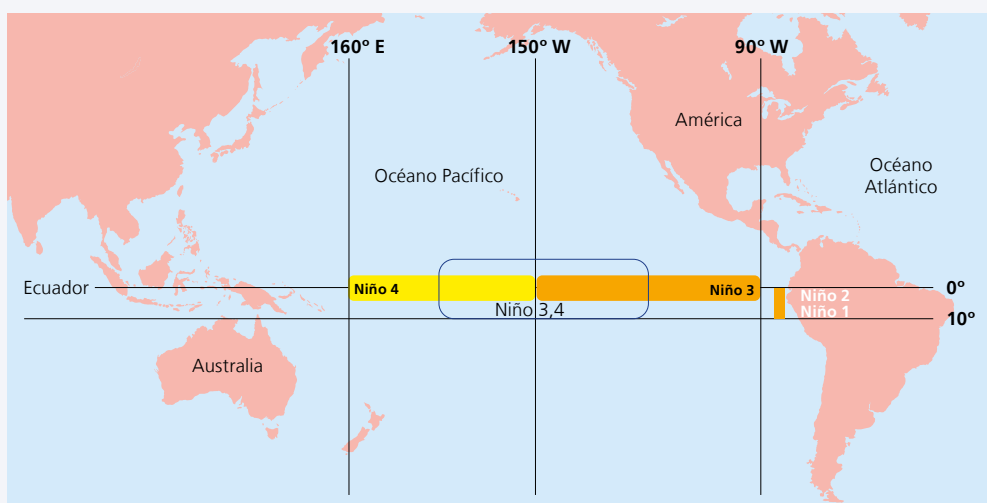 160º E
150º W
90º W
América
Océano Pacífico
Océano
Atlántico
Ecuador
Niño 4
Niño 3
0º
Niño 2
Niño 1
Niño 3,4
10º
Australia